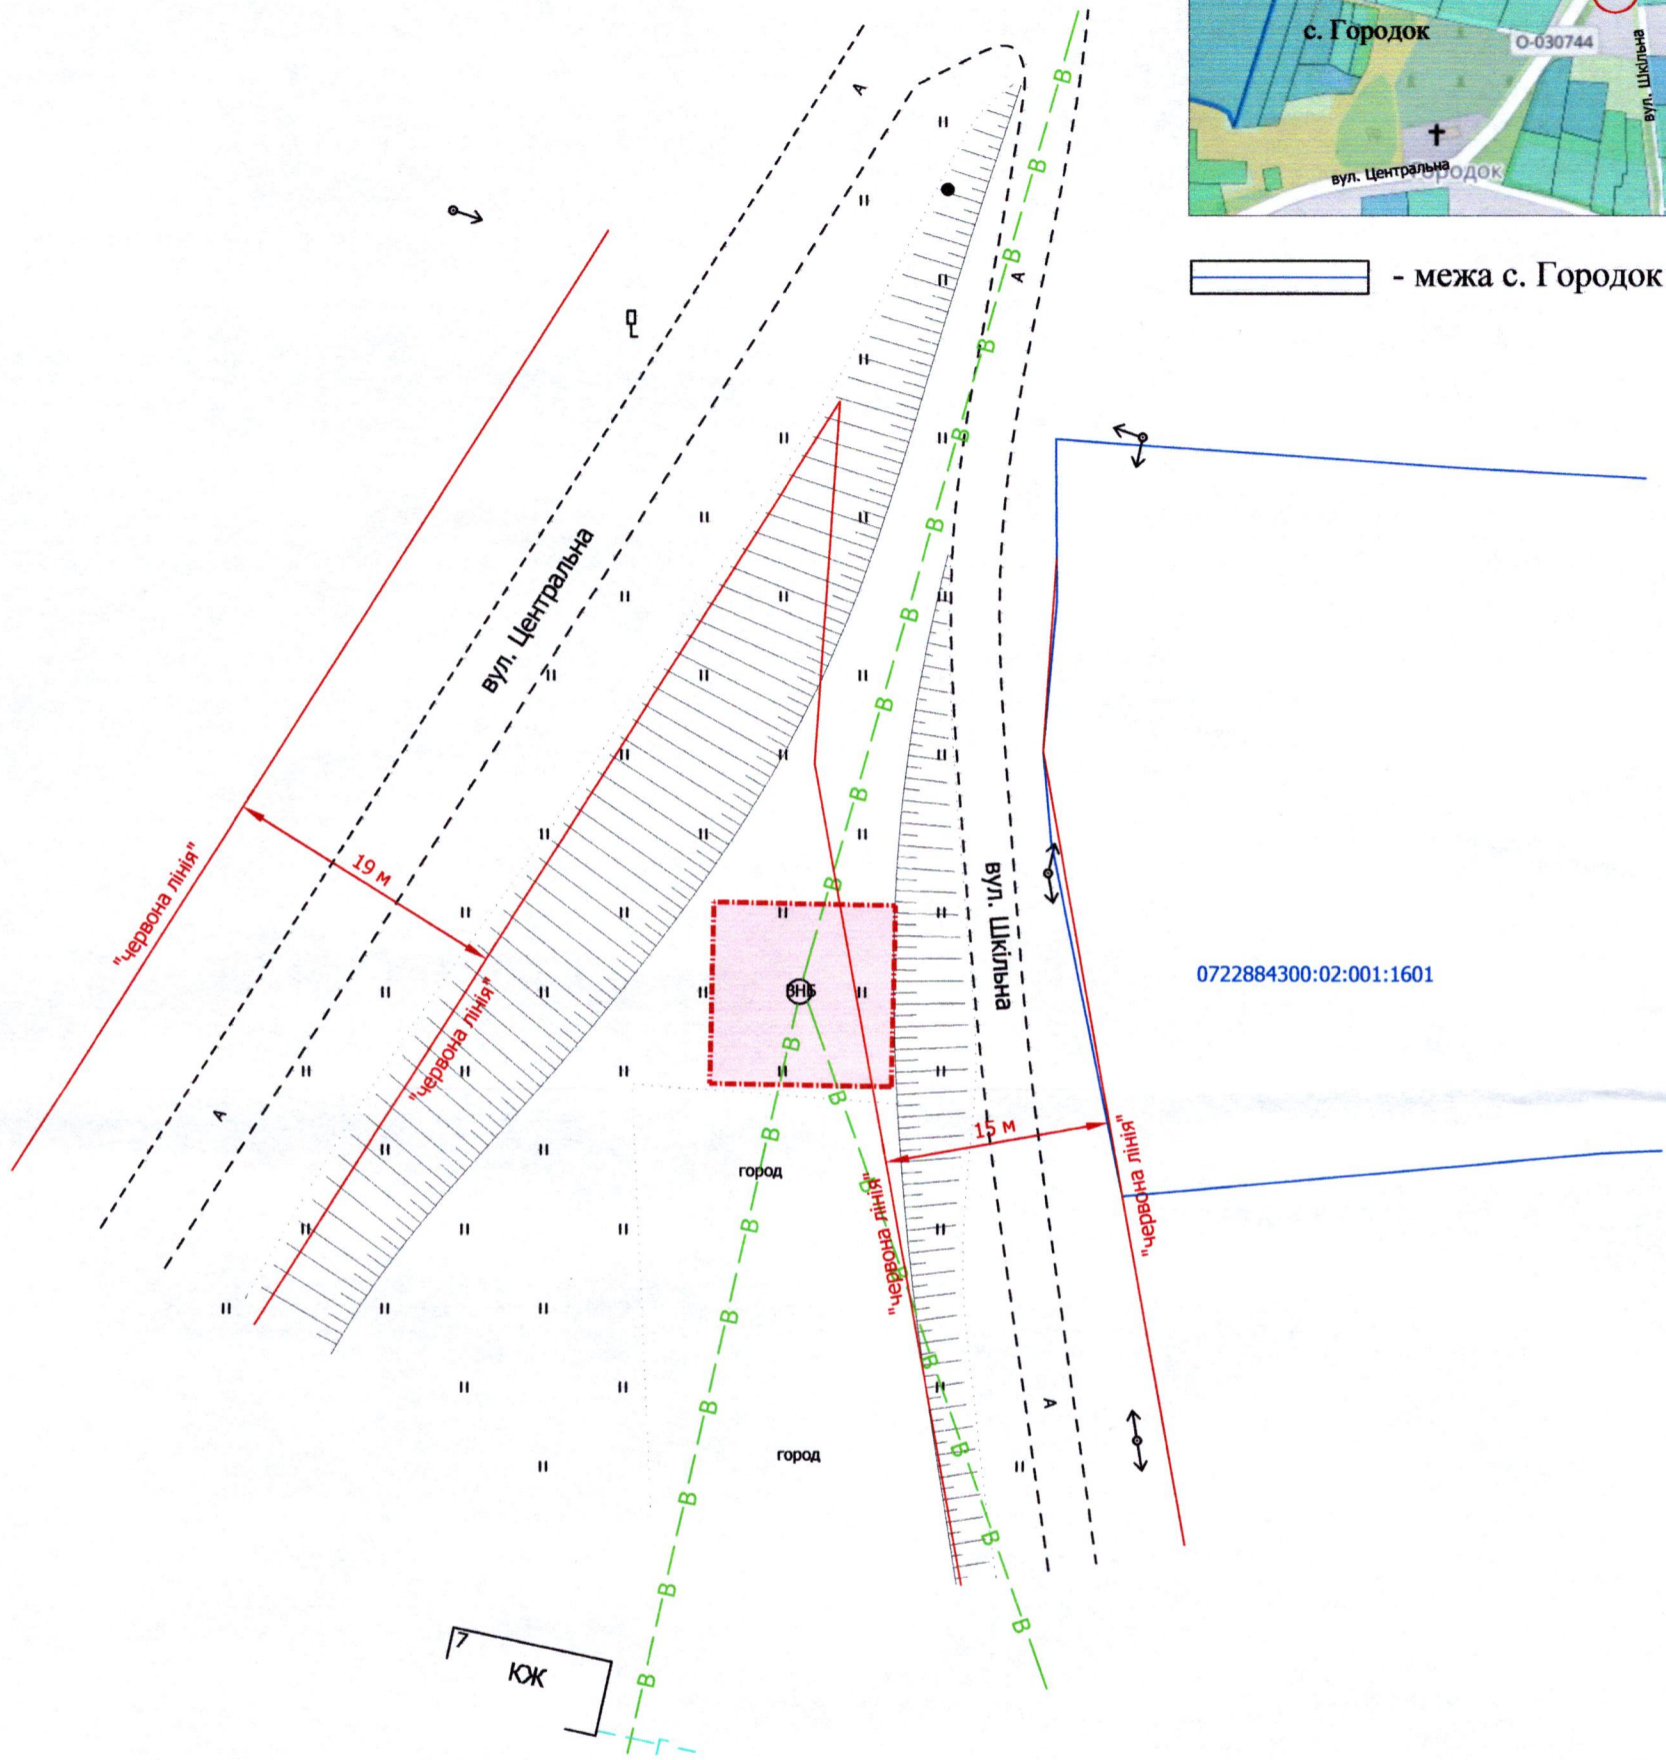 с. Городок
О-030744
вул. Шкільна
вул. Центральна
Городок
- межа с. Городок
А
В
В
В
А
В
В
В
вул. Центральна
В
В
В
"червона лінія"
19 м
В
вул. Шкільна
0722884300:02:001:1601
ВНБ
"червона лінія"
В
В
А
15 м
"червона лінія"
В
город
В
"червона лінія"
В
В
В
В
А
В
В
город
В
В
В
В
7
КЖ
В
Г